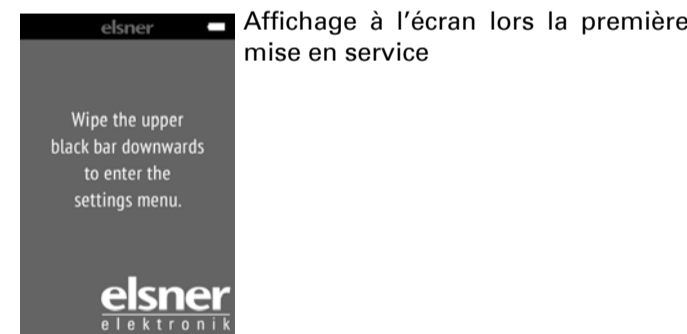 elsner
Affichage à l'écran lors la première
mise en service
Wipe the upper
black bar downwards
to enter the
settings menu.
elsner
elektronik